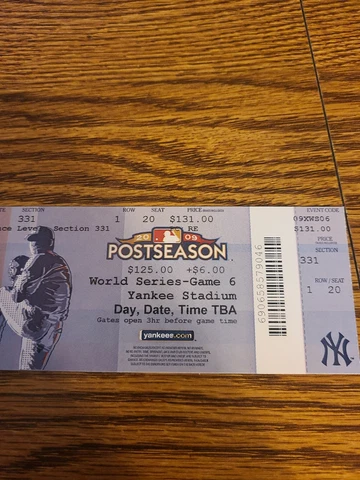 SECTION ROW SEAT PRICE EVENT CODE
331 1 20 $131.00 09XWS06
Section 331 RE $131.00
2009
POSTSEASON
PRICE
$125.00 +$6.00
SECTION
331
World Series-Game 6
Yankee Stadium
ROW/SEAT
1 20
Day, Date, Time TBA
Gates open 3hr before game time
yankees.com
690658579046
NY